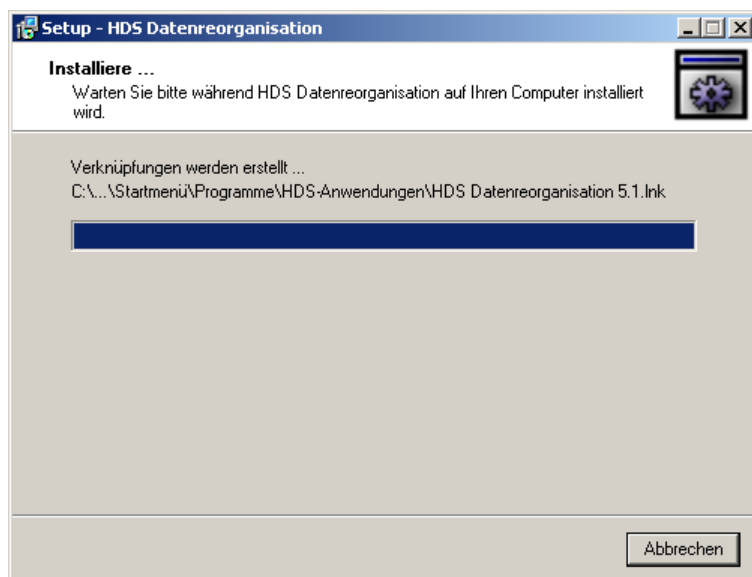 Setup - HDS Datenreorganisation
Installiere ...
Warten Sie bitte während HDS Datenreorganisation auf Ihren Computer installiert
wird.
Verknüpfungen werden erstellt ...
C:\...\Startmenü\Programme\HDS-Anwendungen\HDS Datenreorganisation 5.1.lnk
Abbrechen